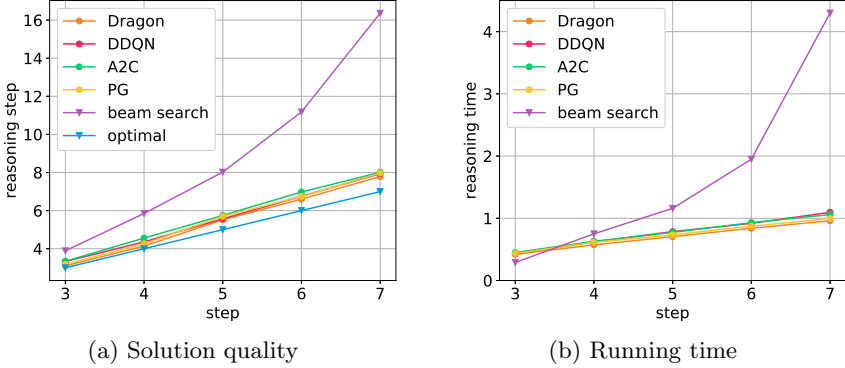 16
14
12
10
8
6
4
reasoning step
Dragon
DDQN
A2C
PG
beam search
optimal
3 4 5 6 7
step
(a) Solution quality
4
3
2
1
0
reasoning time
Dragon
DDQN
A2C
PG
beam search
3 4 5 6 7
step
(b) Running time